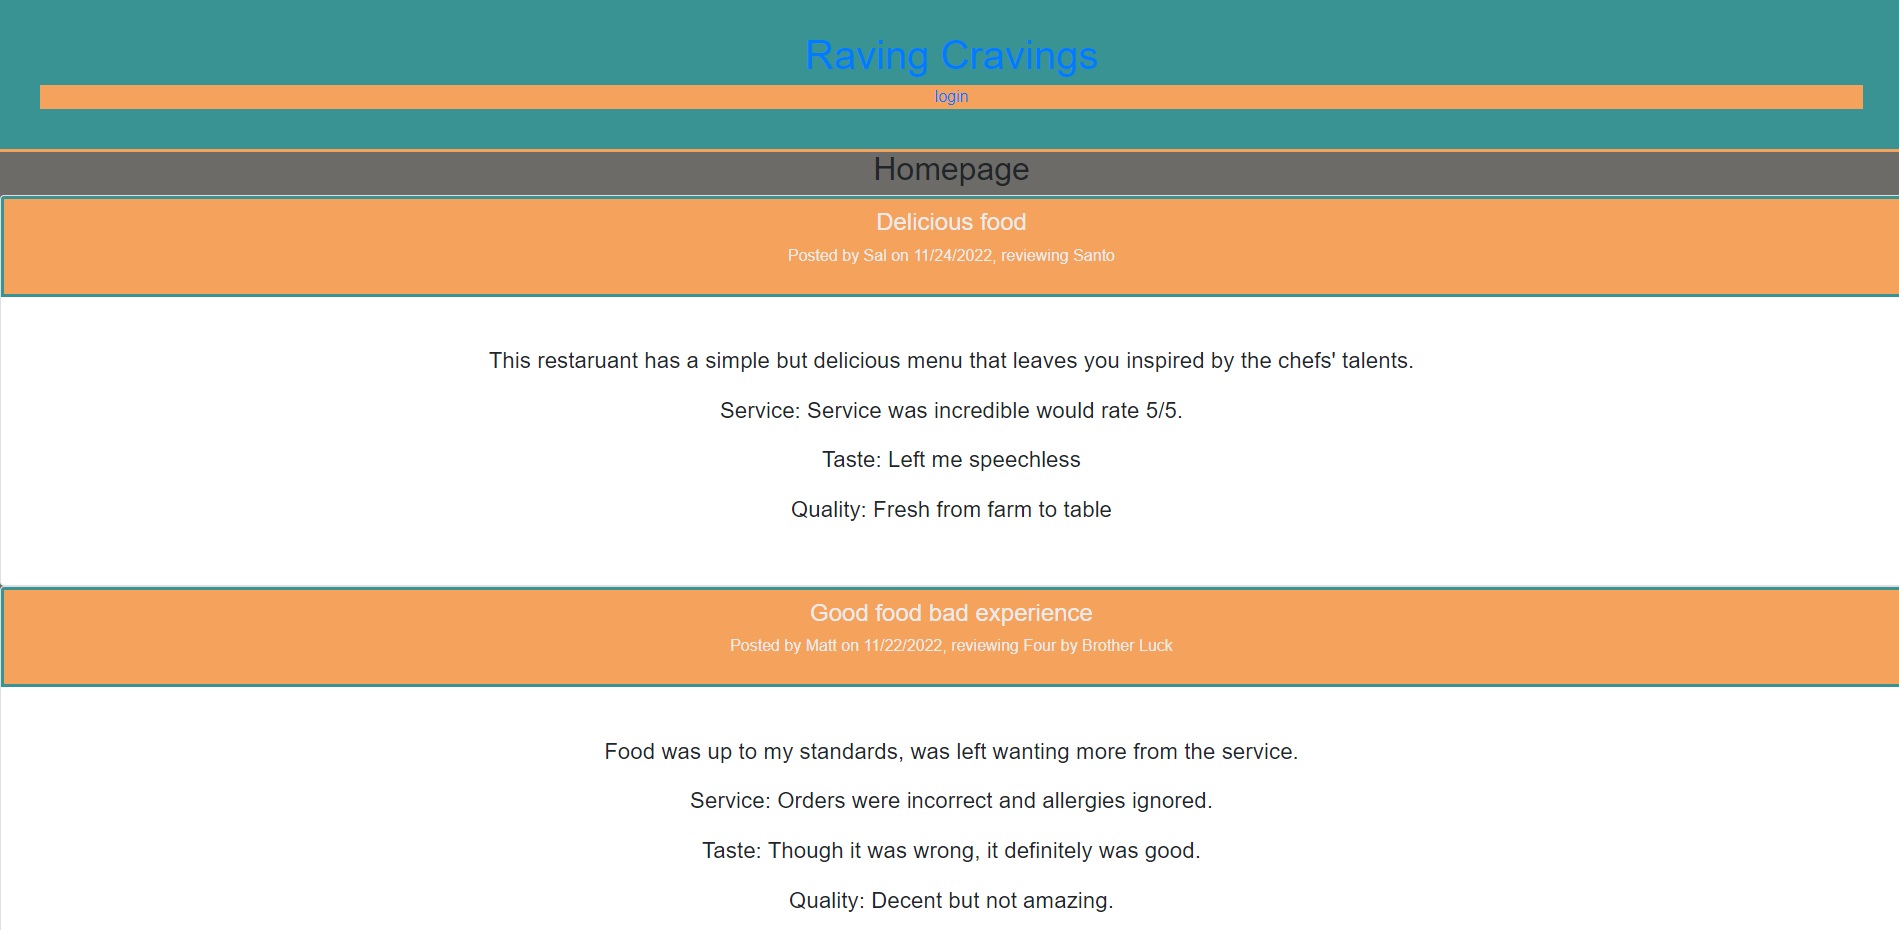 Raving Cravings
login
Homepage
Delicious food
Posted by Sal on 11/24/2022, reviewing Santo
This restaruant has a simple but delicious menu that leaves you inspired by the chefs' talents.
Service: Service was incredible would rate 5/5.
Taste: Left me speechless
Quality: Fresh from farm to table
Good food bad experience
Posted by Matt on 11/22/2022, reviewing Four by Brother Luck
Food was up to my standards, was left wanting more from the service.
Service: Orders were incorrect and allergies ignored.
Taste: Though it was wrong, it definitely was good.
Quality: Decent but not amazing.